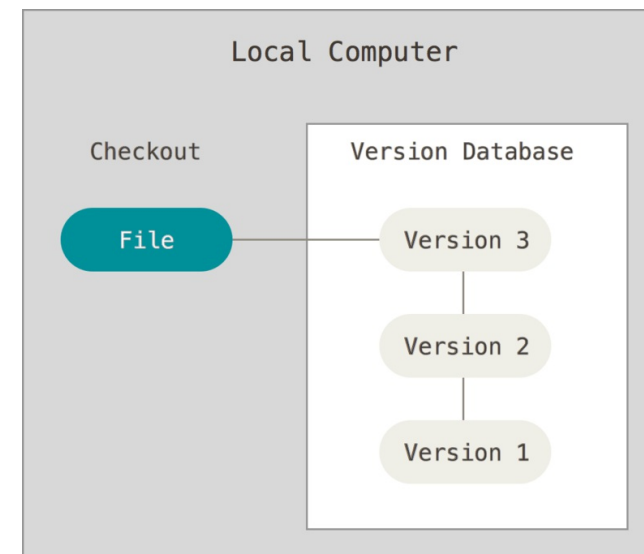 Local Computer
Checkout
Version Database
File
Version 3
Version 2
Version 1